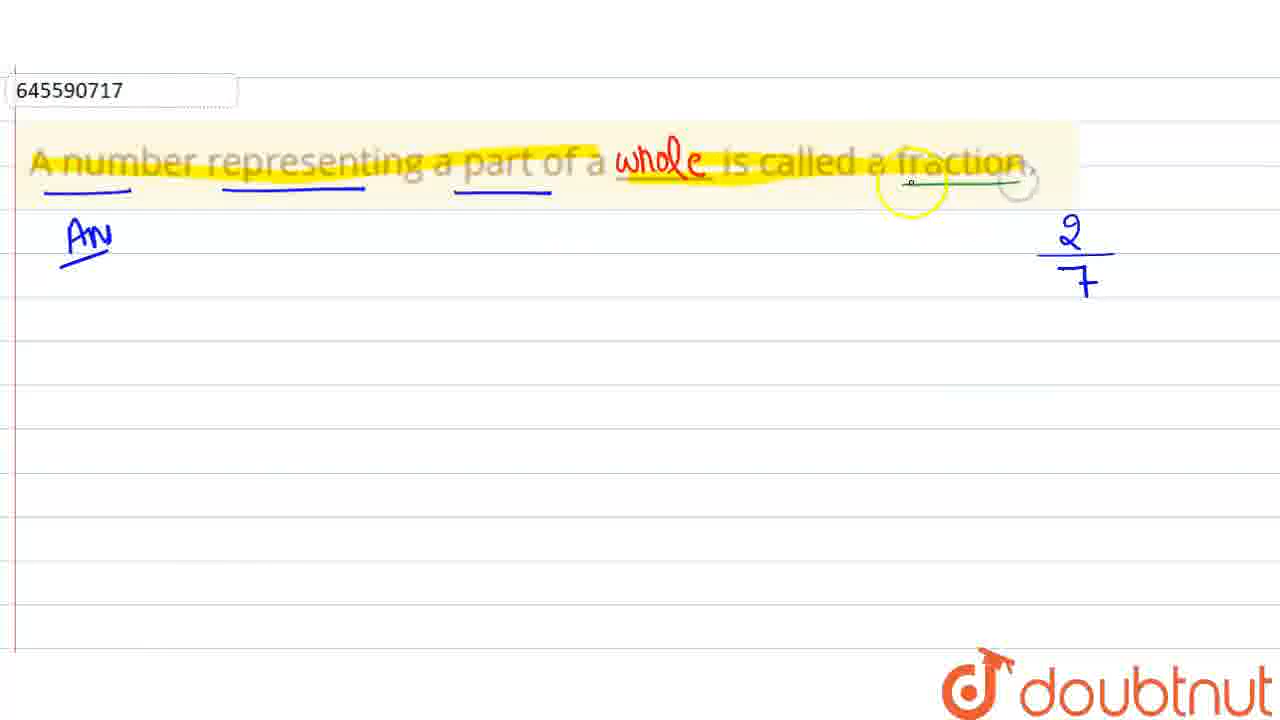 645590717
A number representing a part of a whole is called a fraction.
An
2
7
doubtnut